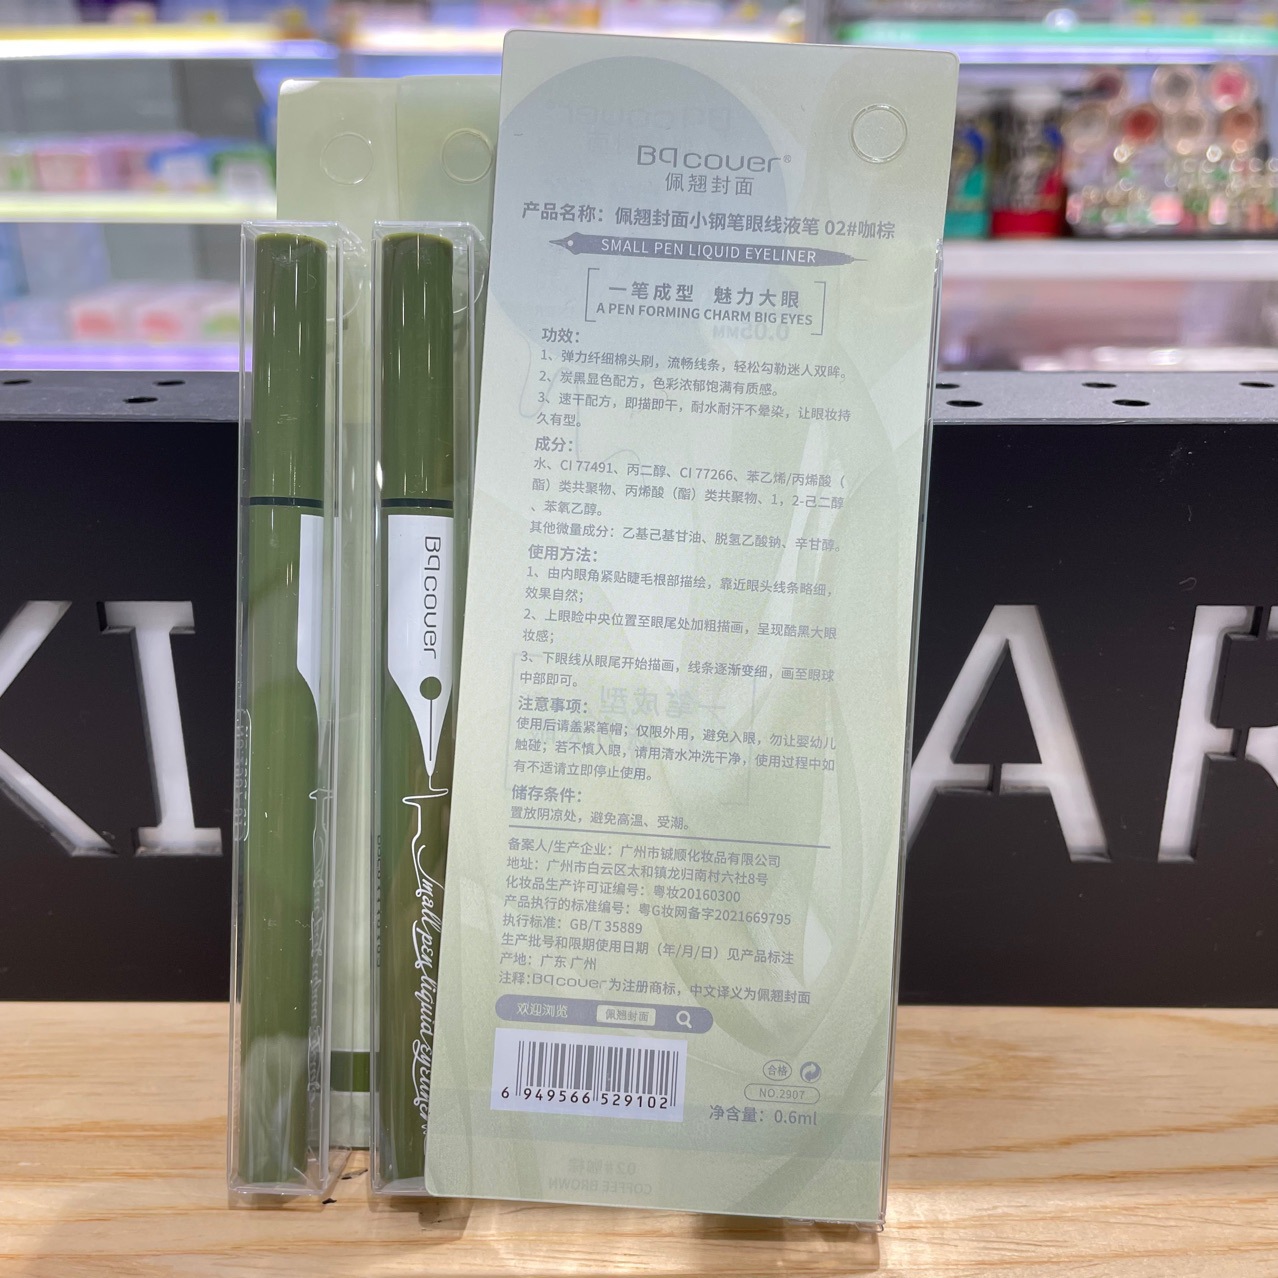 Bqcover®
佩翘封面
产品名称：佩翘封面小钢笔眼线液笔 02#咖棕
SMALL PEN LIQUID EYELINER
一笔成型 魅力大眼
A PEN FORMING CHARM BIG EYES
功效：
1、弹力纤细棉头刷，流畅线条，轻松勾勒迷人双眸。
2、炭黑显色配方，色彩浓郁饱满有质感。
3、速干配方，即描即干，耐水耐汗不晕染，让眼妆持
久有型。
成分：
水、CI 77491、丙二醇、CI 77266、苯乙烯/丙烯酸（
酯）类共聚物、丙烯酸（酯）类共聚物、1，2-己二醇
、苯氧乙醇。
其他微量成分：乙基己基甘油、脱氢乙酸钠、辛甘醇。
使用方法：
1、由内眼角紧贴睫毛根部描绘，靠近眼头线条略细，
效果自然；
2、上眼睑中央位置至眼尾处加粗描画，呈现酷黑大眼
妆感；
3、下眼线从眼尾开始描画，线条逐渐变细，画至眼球
中部即可。
注意事项：
使用后请盖紧笔帽；仅限外用，避免入眼，勿让婴幼儿
触碰；若不慎入眼，请用清水冲洗干净，使用过程中如
有不适请立即停止使用。
储存条件：
置放阴凉处，避免高温、受潮。
备案人/生产企业：广州市铖顺化妆品有限公司
地址：广州市白云区太和镇龙归南村六社8号
化妆品生产许可证编号：粤妆20160300
产品执行的标准编号：粤G妆网备字2021669795
执行标准：GB/T 35889
生产批号和限期使用日期（年/月/日）见产品标注
产地：广东 广州
注释：Bqcover为注册商标，中文译义为佩翘封面
欢迎浏览 佩翘封面
6 949566 529102
合格
NO.2907
净含量：0.6ml
02#咖棕
COFFEE BROWN
Bqcover
Small pen liquid eyeliner
KI
AR